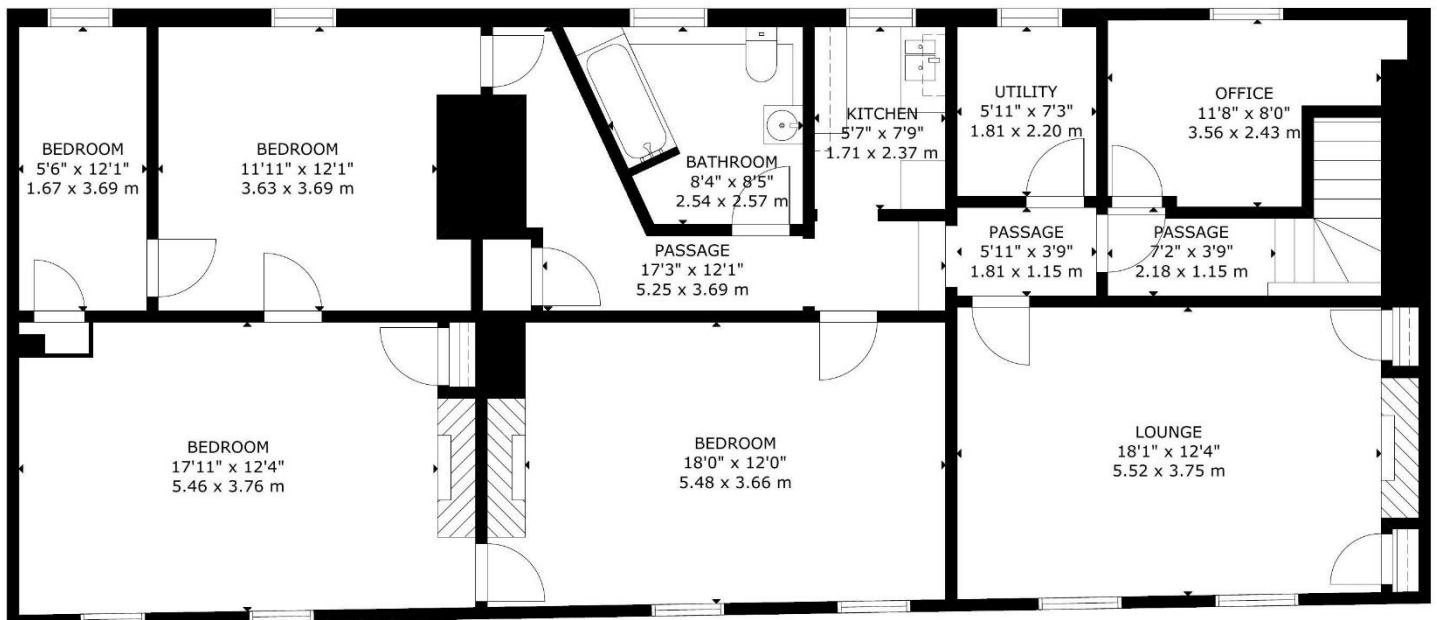 BEDROOM
5'6" x 12'1"
1.67 x 3.69 m
BEDROOM
11'11" x 12'1"
3.63 x 3.69 m
BATHROOM
8'4" x 8'5"
2.54 x 2.57 m
KITCHEN
5'7" x 7'9"
1.71 x 2.37 m
UTILITY
5'11" x 7'3"
1.81 x 2.20 m
OFFICE
11'8" x 8'0"
3.56 x 2.43 m
PASSAGE
17'3" x 12'1"
5.25 x 3.69 m
PASSAGE
5'11" x 3'9"
1.81 x 1.15 m
PASSAGE
7'2" x 3'9"
2.18 x 1.15 m
BEDROOM
17'11" x 12'4"
5.46 x 3.76 m
BEDROOM
18'0" x 12'0"
5.48 x 3.66 m
LOUNGE
18'1" x 12'4"
5.52 x 3.75 m